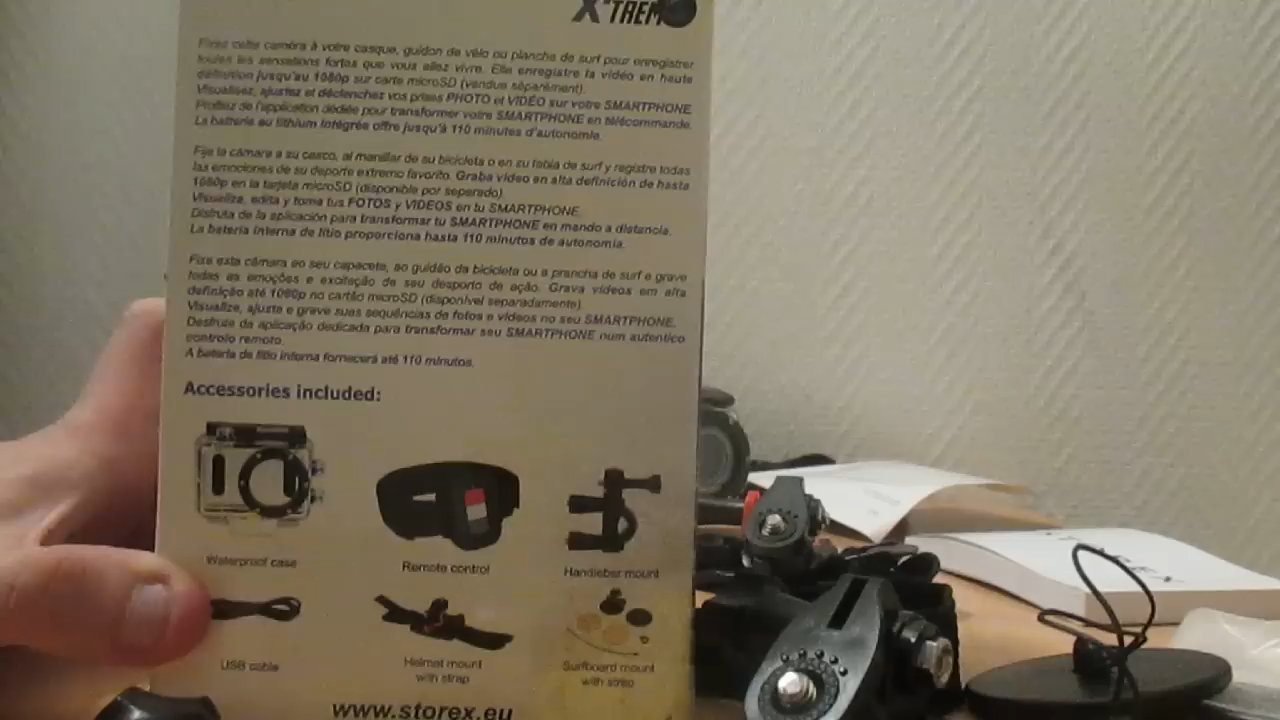 X'TREM
Fixez cette caméra à votre casque, guidon de vélo ou planche de surf pour enregistrer
toutes les sensations fortes que vous allez vivre. Elle enregistre la vidéo en haute
définition jusqu'au 1080p sur carte microSD (vendue séparément).
Visualisez, ajustez et déclenchez vos prises PHOTO et VIDÉO sur votre SMARTPHONE.
Profitez de l'application dédiée pour transformer votre SMARTPHONE en télécommande.
La batterie au lithium intégrée offre jusqu'à 110 minutes d'autonomie.
Fije la cámara a su casco, al manillar de su bicicleta o en su tabla de surf y registre todas
las emociones de su deporte extremo favorito. Graba video en alta definición de hasta
1080p en la tarjeta microSD (disponible por separado)
Visualiza, edita y toma tus FOTOS y VIDEOS en tu SMARTPHONE.
Disfruta de la aplicación para transformar tu SMARTPHONE en mando a distancia.
La batería interna de litio proporciona hasta 110 minutos de autonomía.
Fixe esta câmara ao seu capacete, ao guidão da bicicleta ou a prancha de surf e grave
todas as emoções e excitação de seu desporto de ação. Grava vídeos em alta
definição até 1080p no cartão microSD (disponível separadamente)
Visualize, ajusta e grave suas sequências de fotos e vídeos no seu SMARTPHONE.
Desfrute da aplicação dedicada para transformar seu SMARTPHONE num autentico
controlo remoto.
A bateria de lítio interna fornecerá até 110 minutos.
Accessories included:
Waterproof case
Remote control
Handlebar mount
USB cable
Helmet mount
with strap
Surfboard mount
with strap
www.storex.eu